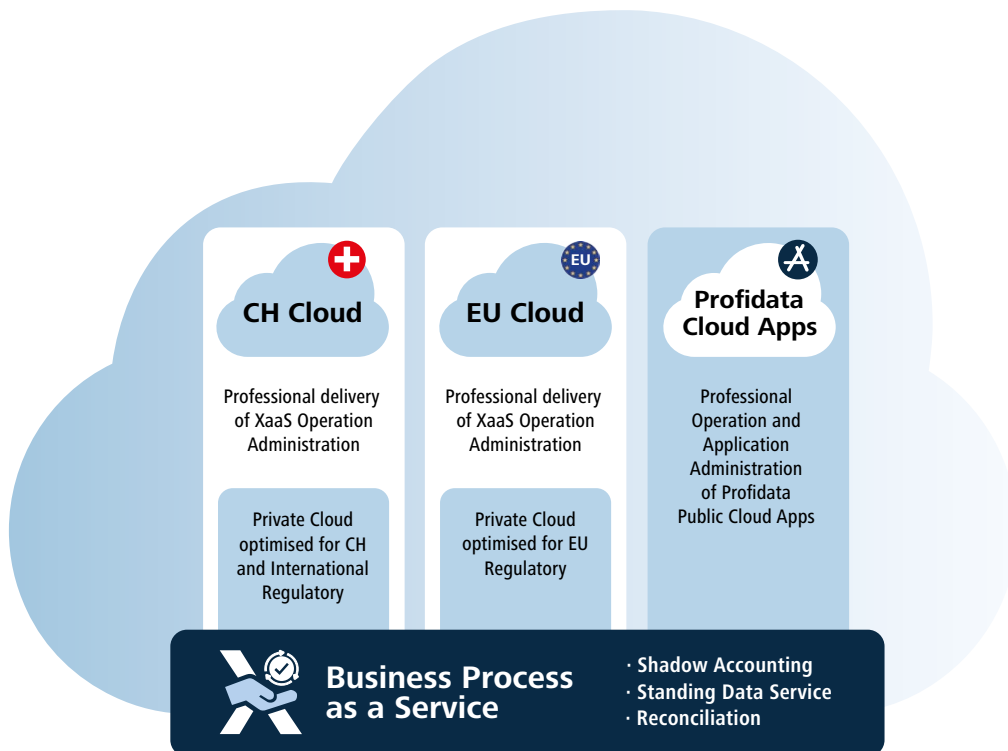 CH Cloud
Professional delivery
of XaaS Operation
Administration
Private Cloud
optimised for CH
and International
Regulatory
EU
EU Cloud
Professional delivery
of XaaS Operation
Administration
Private Cloud
optimised for EU
Regulatory
Profidata
Cloud Apps
Professional
Operation and
Application
Administration
of Profidata
Public Cloud Apps
Business Process
as a Service
· Shadow Accounting
· Standing Data Service
· Reconciliation